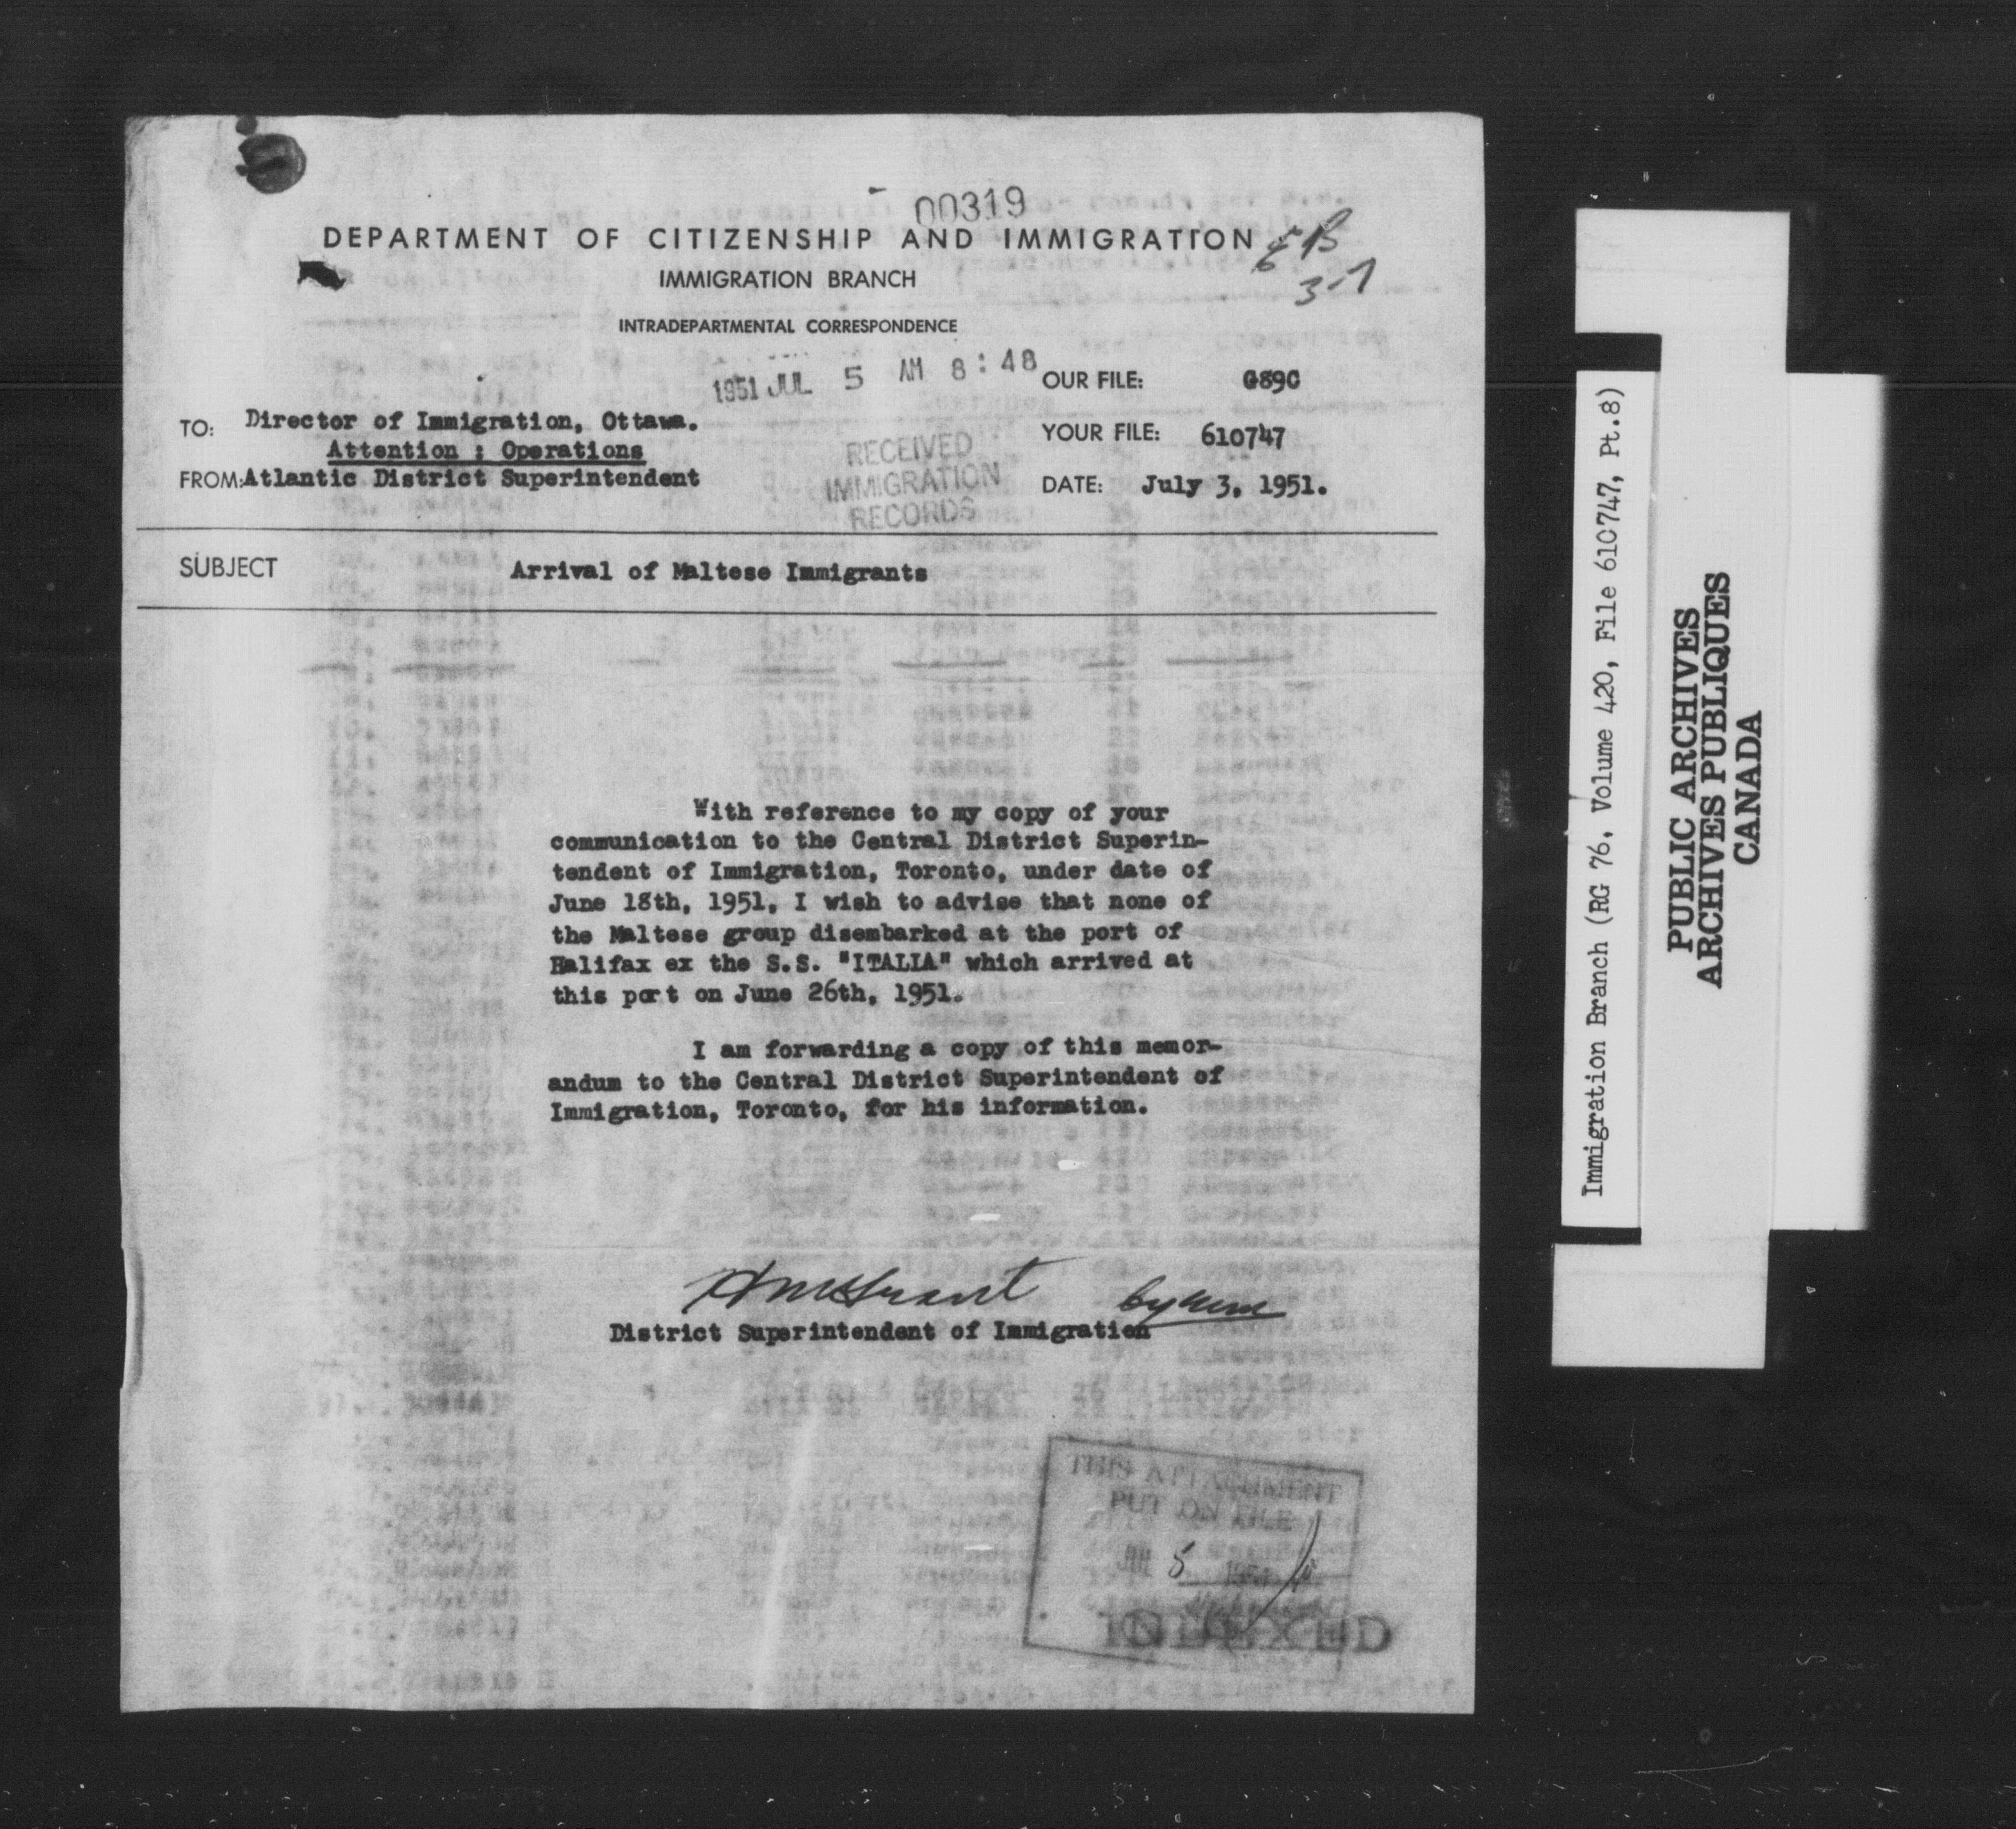 00319
DEPARTMENT OF CITIZENSHIP AND IMMIGRATION
IMMIGRATION BRANCH
3-7
INTRADEPARTMENTAL CORRESPONDENCE
1951 JUL 5 AM 8:48
OUR FILE: G89C
TO: Director of Immigration, Ottawa.
YOUR FILE: 610747
Attention : Operations
FROM: Atlantic District Superintendent
RECEIVED
IMMIGRATION
RECORDS
DATE: July 3, 1951.
SUBJECT Arrival of Maltese Immigrants
With reference to my copy of your
communication to the Central District Superin-
tendent of Immigration, Toronto, under date of
June 18th, 1951, I wish to advise that none of
the Maltese group disembarked at the port of
Halifax ex the S.S. "ITALIA" which arrived at
this port on June 26th, 1951.
I am forwarding a copy of this memor-
andum to the Central District Superintendent of
Immigration, Toronto, for his information.
District Superintendent of Immigration
THIS ATTACHMENT
PUT ON FILE
JUL 5 1951
INDEXED
Immigration Branch (RG 76, Volume 420, File 610747, Pt.8)
PUBLIC ARCHIVES
ARCHIVES PUBLIQUES
CANADA